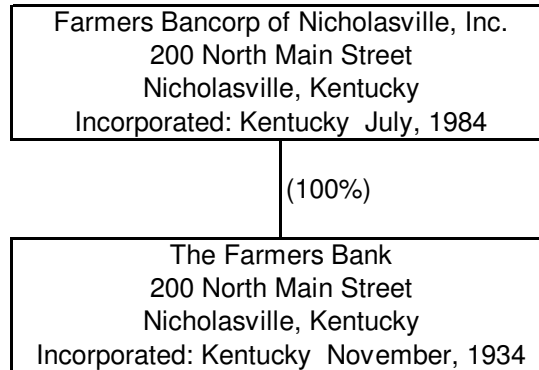 Farmers Bancorp of Nicholasville, Inc.
200 North Main Street
Nicholasville, Kentucky
Incorporated: Kentucky  July, 1984
(100%)
The Farmers Bank
200 North Main Street
Nicholasville, Kentucky
Incorporated: Kentucky  November, 1934